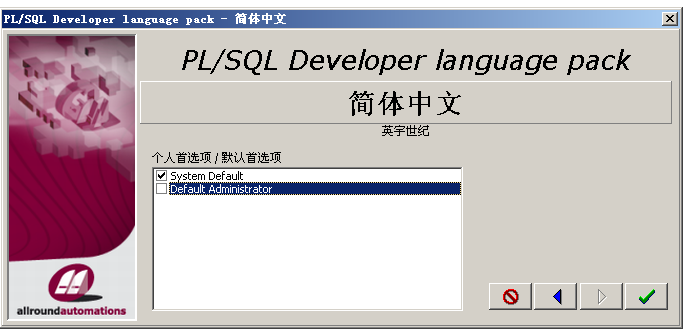 PL/SQL Developer language pack - 简体中文
PL/SQL Developer language pack
简体中文
英宇世纪
个人首选项 / 默认首选项
System Default
Default Administrator
allroundautomations